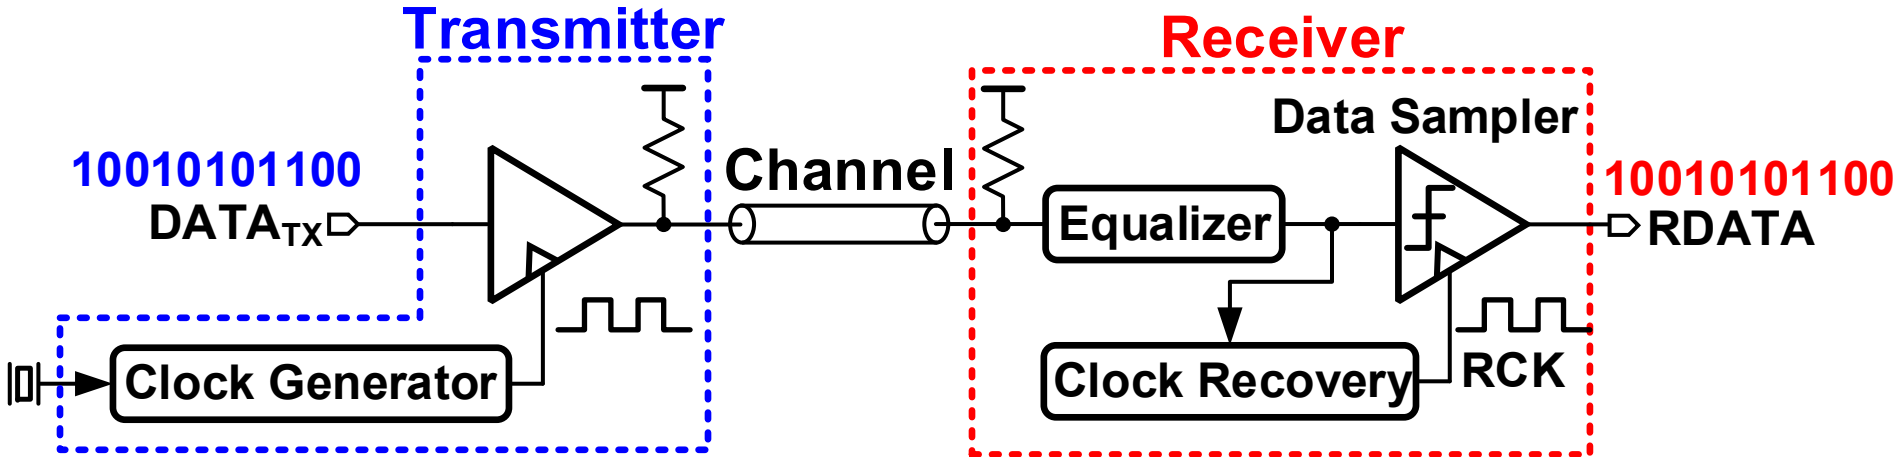 Transmitter
Receiver
Data Sampler
10010101100
Channel
10010101100
DATATX
Equalizer
RDATA
Clock Generator
Clock Recovery
RCK